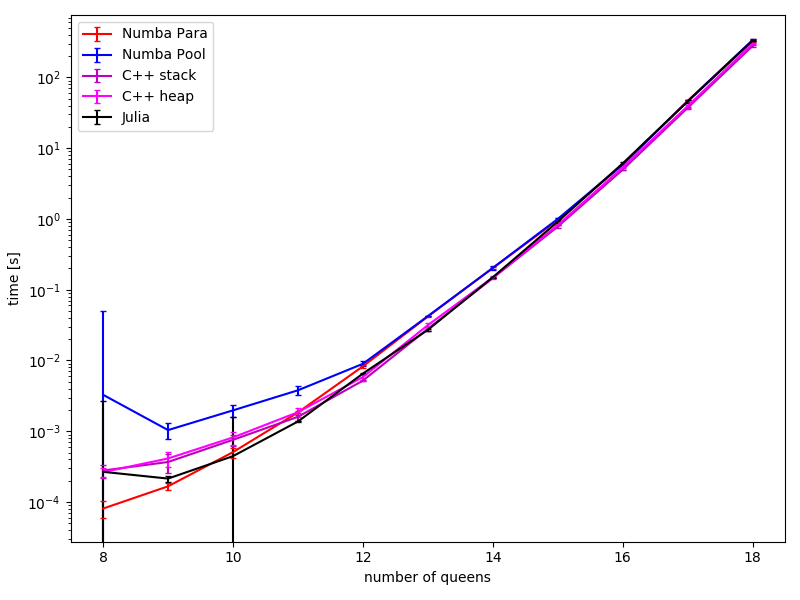 Numba Para
Numba Pool
C++ stack
C++ heap
Julia
10²
10¹
10⁰
10⁻¹
10⁻²
10⁻³
10⁻⁴
time [s]
8 10 12 14 16 18
number of queens